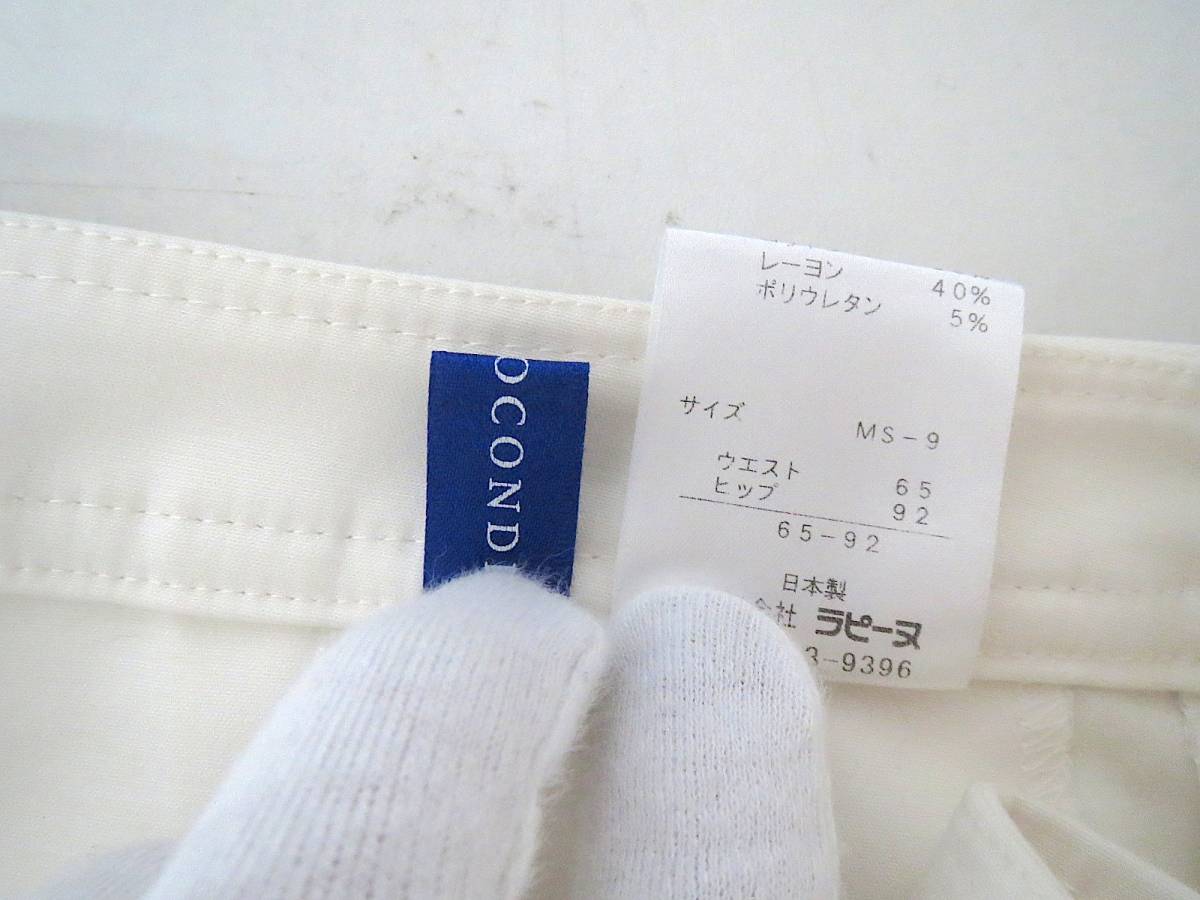 OCOND
レーヨン 40%
ポリウレタン 5%
サイズ MS-9
ウエスト 65
ヒップ 92
65-92
日本製
会社 ラピーヌ
3-9396